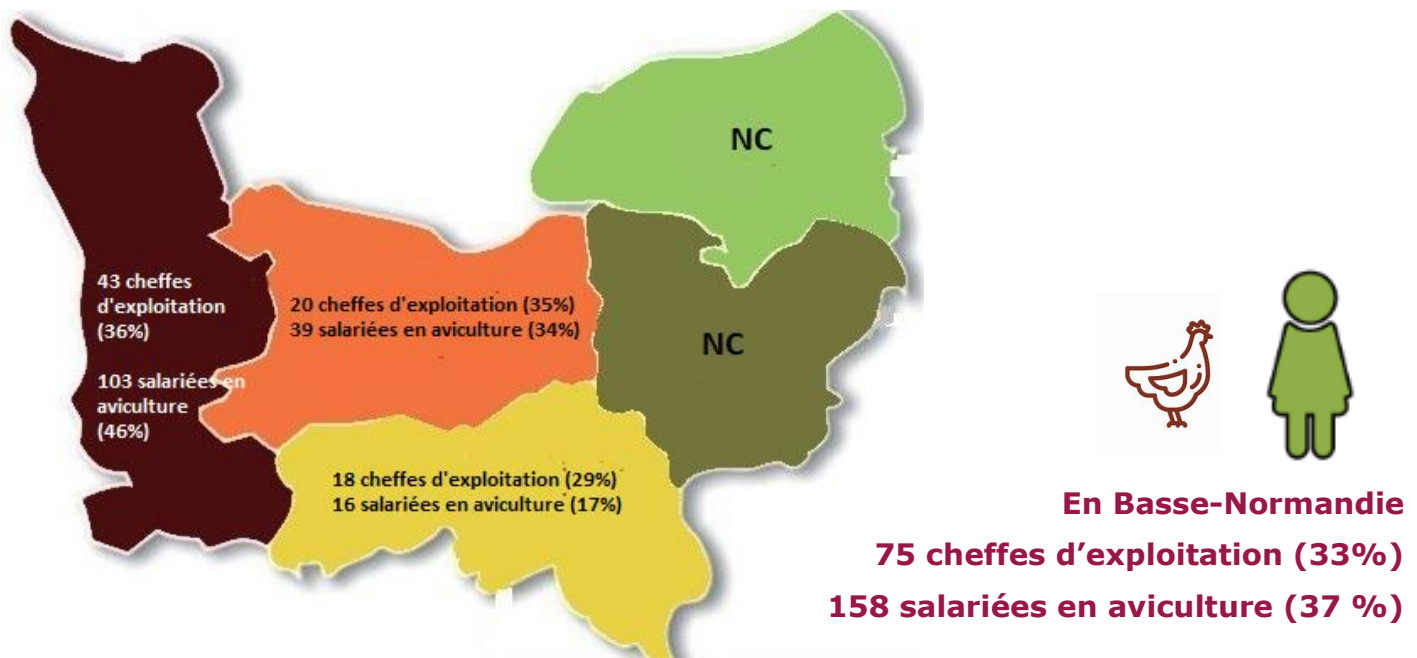 NC
43 cheffes
d'exploitation
(36%)
103 salariées en
aviculture
(46%)
20 cheffes d'exploitation (35%)
39 salariées en aviculture (34%)
NC
18 cheffes d'exploitation (29%)
16 salariées en aviculture (17%)
En Basse-Normandie
75 cheffes d’exploitation (33%)
158 salariées en aviculture (37 %)